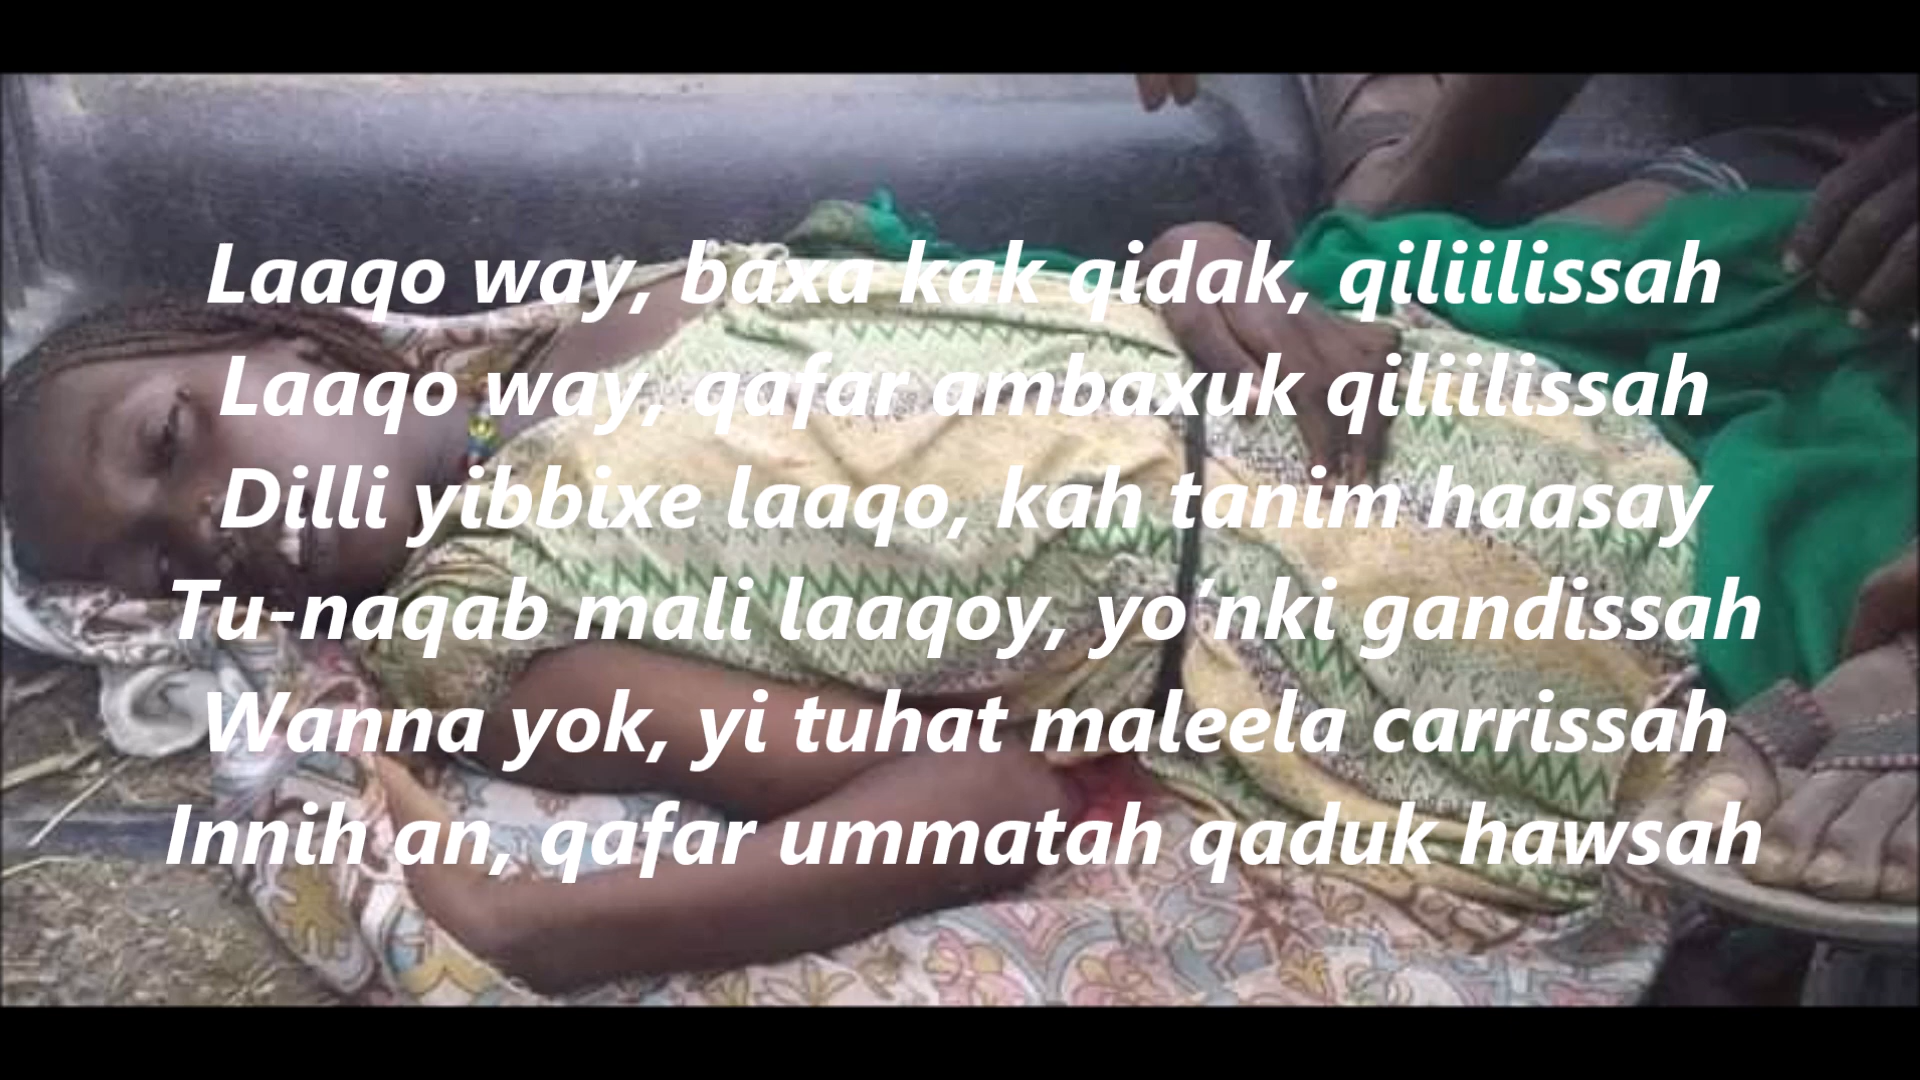 Laaqo way, baxa kak qidak, qiliilissah
Laaqo way, qafar ambaxuk qiliilissah
Dilli yibbixe laaqo, kah tanim haasay
Tu-naqab mali laaqoy, yo'nki gandissah
Wanna yok, yi tuhat maleela carrissah
Innih an, qafar ummatah qaduk hawsah